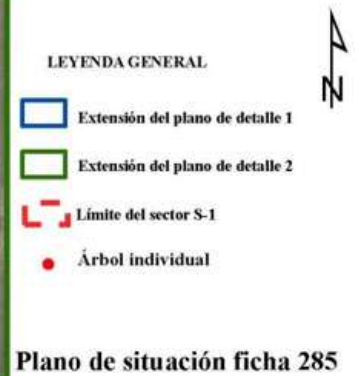 N
LEYENDA GENERAL
Extensión del plano de detalle 1
Extensión del plano de detalle 2
Límite del sector S-1
Árbol individual
Plano de situación ficha 285